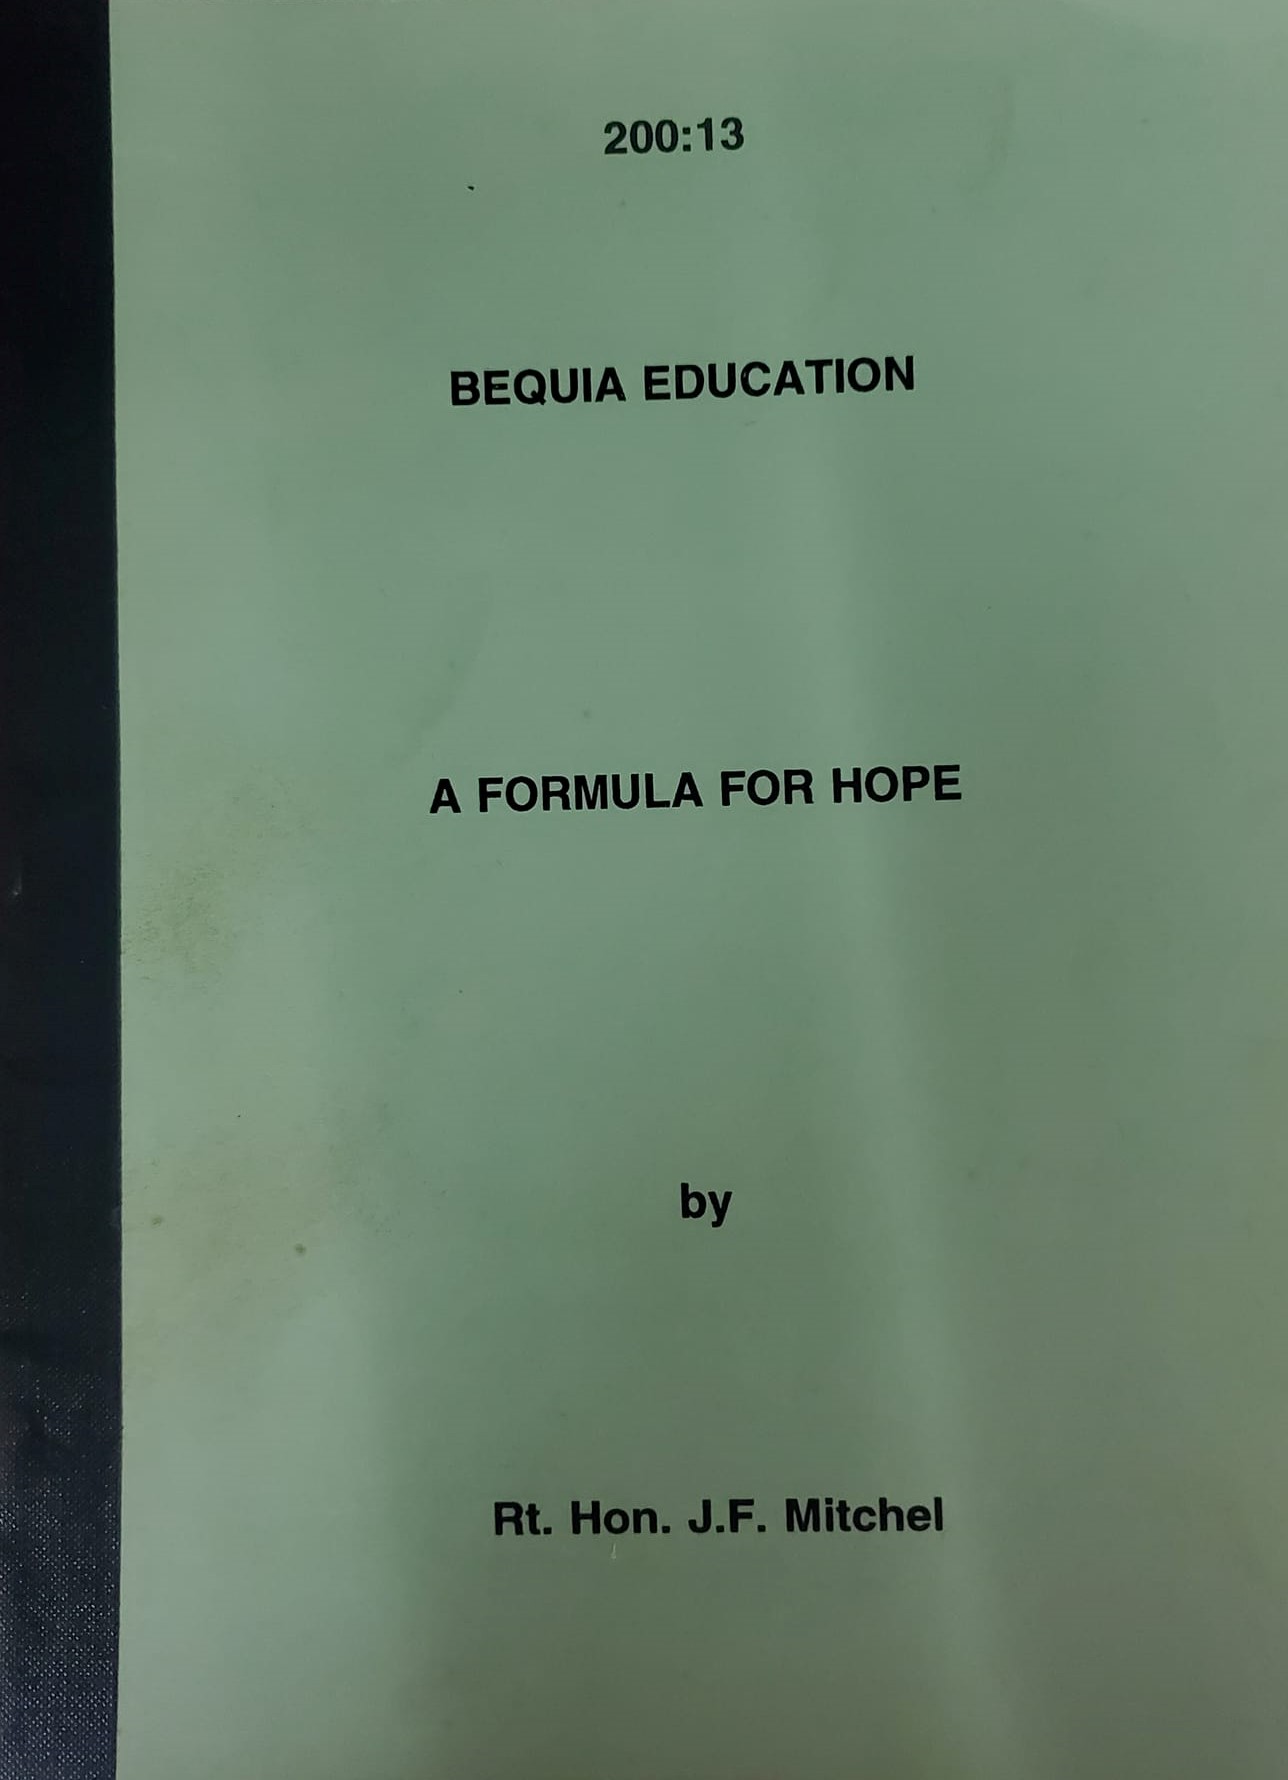 200:13
BEQUIA EDUCATION
A FORMULA FOR HOPE
by
Rt. Hon. J.F. Mitchel